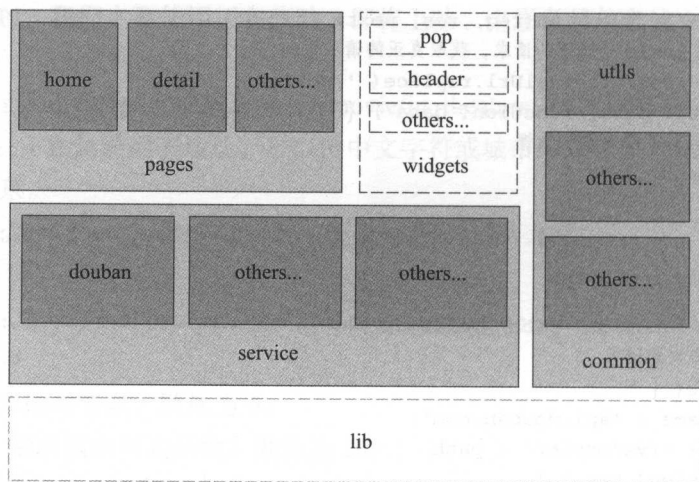 home
detail
others...
pages
pop
header
others...
widgets
utlls
others...
others...
common
douban
others...
others...
service
lib